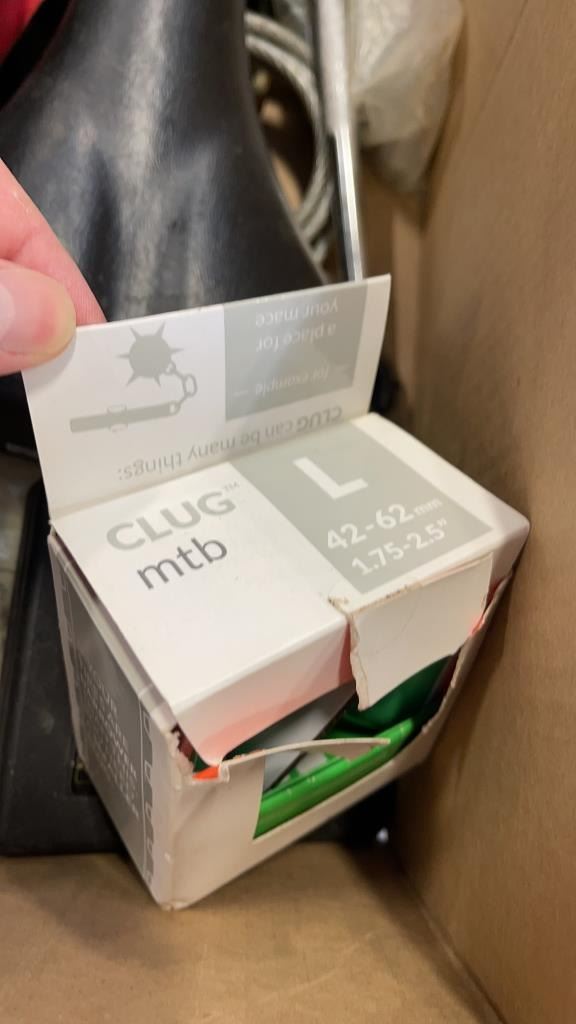 CLUG can be many things:
— for example —
a place for
your mace
CLUG™
mtb
L
42-62 mm
1.75-2.5"